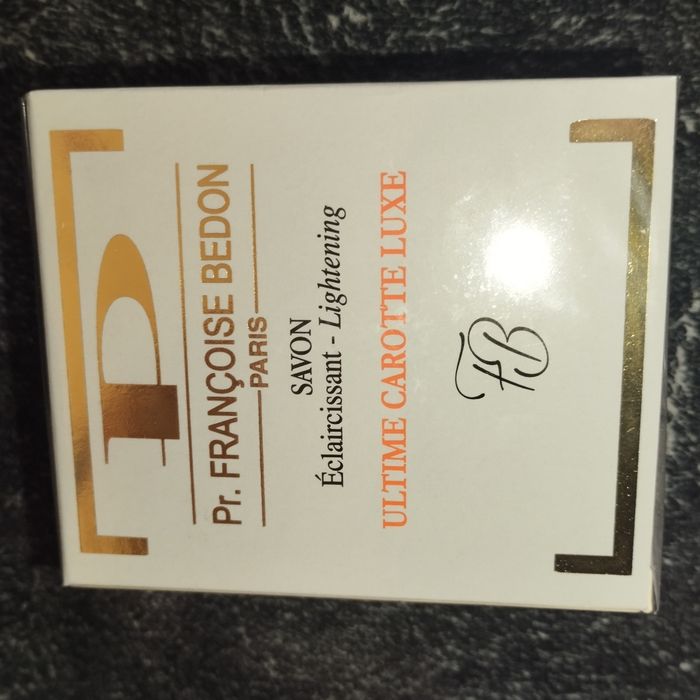 P
Pr. FRANÇOISE BEDON
PARIS
SAVON
Éclaircissant - Lightening
ULTIME CAROTTE LUXE
FB